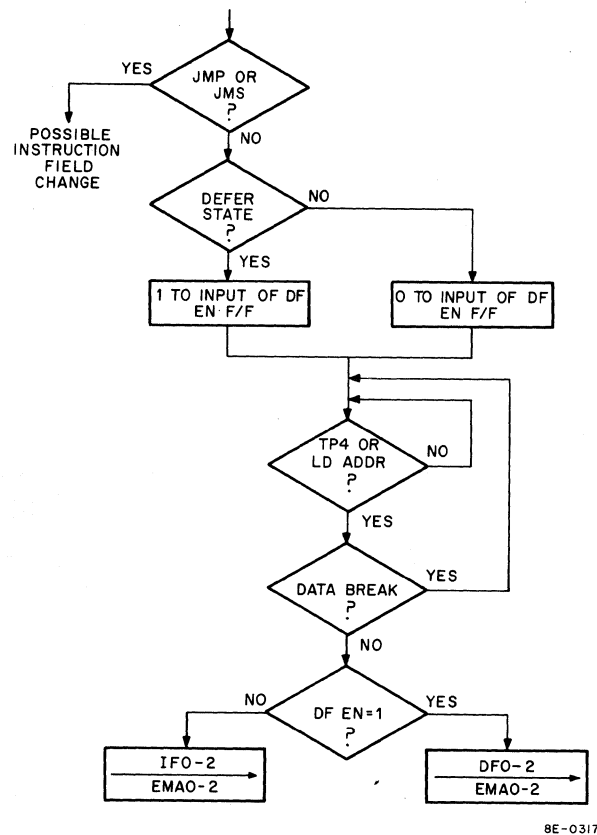 YES
JMP OR
JMS
?
NO
POSSIBLE
INSTRUCTION
FIELD
CHANGE
DEFER
STATE
?
NO
YES
1 TO INPUT OF DF
EN F/F
0 TO INPUT OF DF
EN F/F
TP4 OR
LD ADDR
?
NO
YES
DATA BREAK
?
YES
NO
DF EN=1
?
NO
YES
IF0-2
EMA0-2
DF0-2
EMA0-2
8E-0317